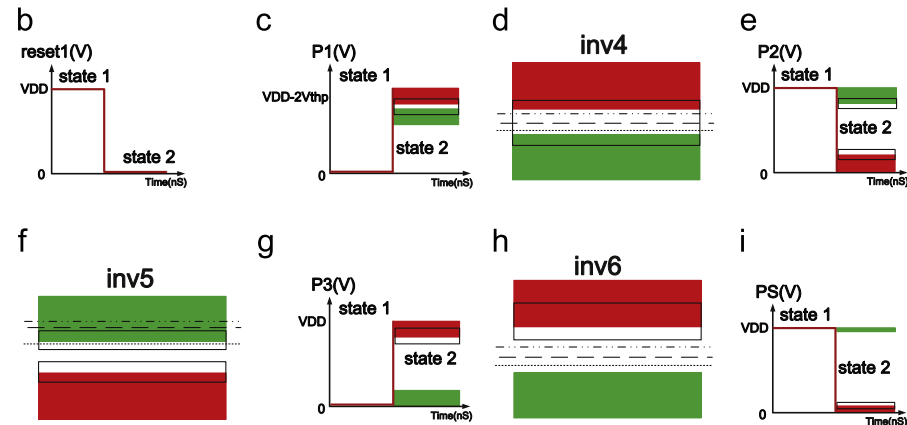 b
reset1(V)
VDD
state 1
state 2
0
Time(nS)
c
P1(V)
state 1
VDD-2Vthp
state 2
0
Time(nS)
d
inv4
e
P2(V)
state 1
VDD
state 2
0
Time(nS)
f
inv5
g
P3(V)
state 1
VDD
state 2
0
Time(nS)
h
inv6
i
PS(V)
state 1
VDD
state 2
0
Time(nS)